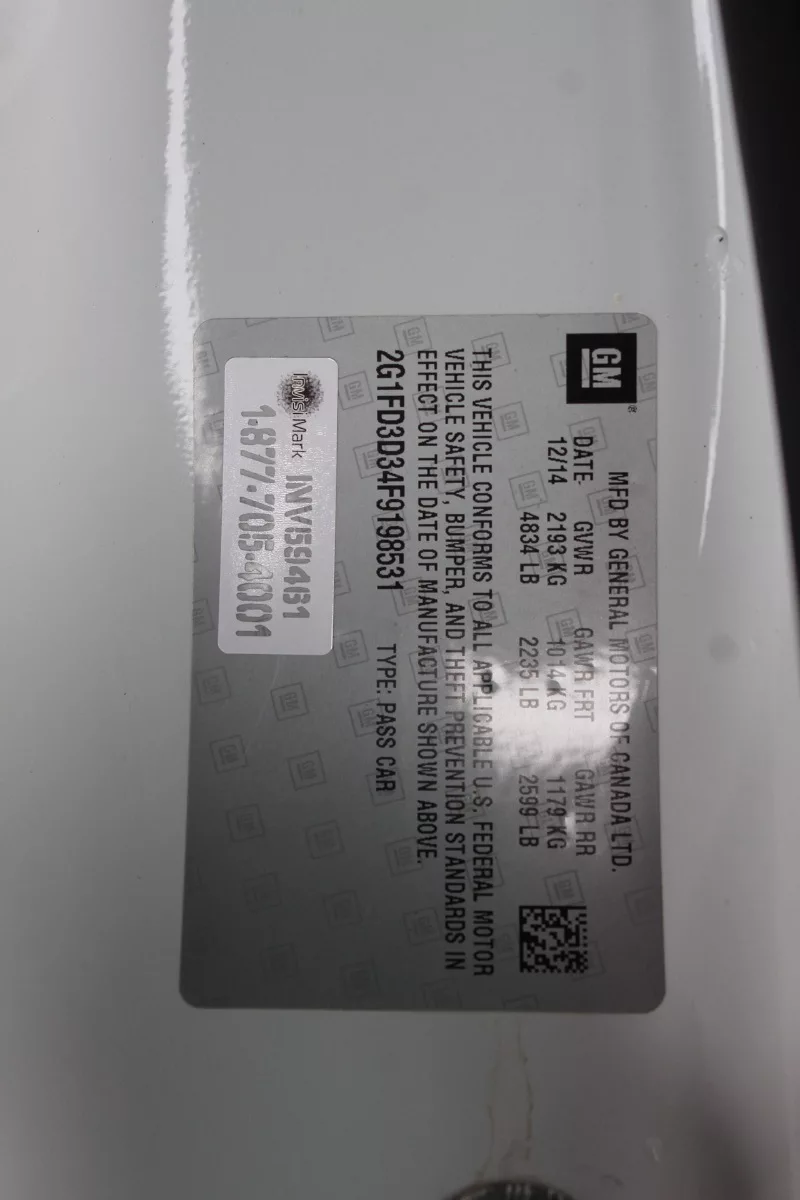 GM
MFD BY GENERAL MOTORS OF CANADA LTD.
DATE GVWR GAWR FRT GAWR RR
12/14 2193 KG 1014 KG 1179 KG
4834 LB 2235 LB 2599 LB
THIS VEHICLE CONFORMS TO ALL APPLICABLE U.S. FEDERAL MOTOR
VEHICLE SAFETY, BUMPER, AND THEFT PREVENTION STANDARDS IN
EFFECT ON THE DATE OF MANUFACTURE SHOWN ABOVE.
2G1FD3D34F9198531 TYPE: PASS CAR
InvisiMark INV59461
1-877-705-4001